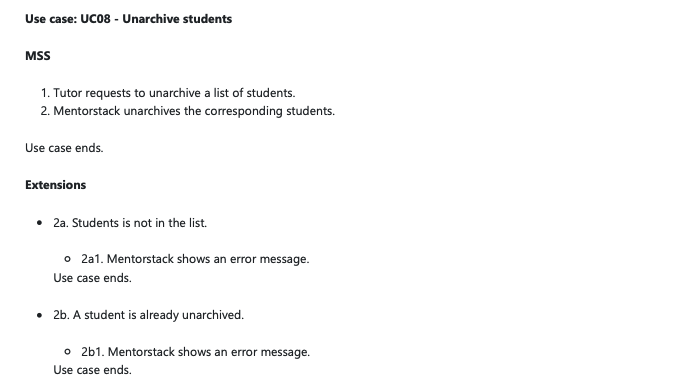 Use case: UC08 - Unarchive students
MSS
1. Tutor requests to unarchive a list of students.
2. Mentorstack unarchives the corresponding students.
Use case ends.
Extensions
• 2a. Students is not in the list.
○ 2a1. Mentorstack shows an error message.
Use case ends.
• 2b. A student is already unarchived.
○ 2b1. Mentorstack shows an error message.
Use case ends.